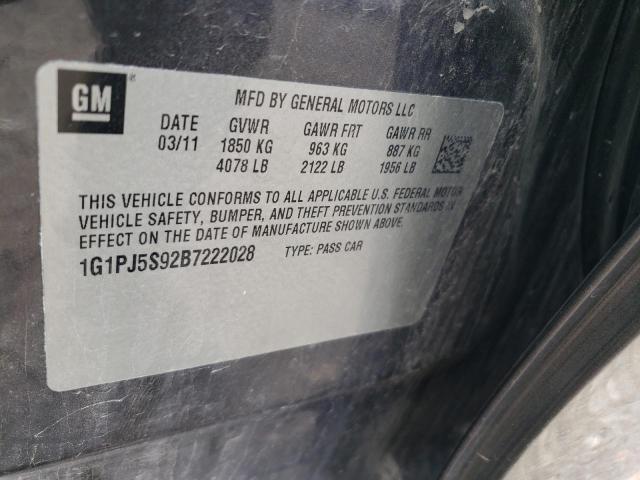 GM
MFD BY GENERAL MOTORS LLC
DATE GVWR GAWR FRT GAWR RR
03/11 1850 KG 963 KG 887 KG
4078 LB 2122 LB 1956 LB
THIS VEHICLE CONFORMS TO ALL APPLICABLE U.S. FEDERAL MOTOR
VEHICLE SAFETY, BUMPER, AND THEFT PREVENTION STANDARDS IN
EFFECT ON THE DATE OF MANUFACTURE SHOWN ABOVE.
1G1PJ5S92B7222028 TYPE: PASS CAR